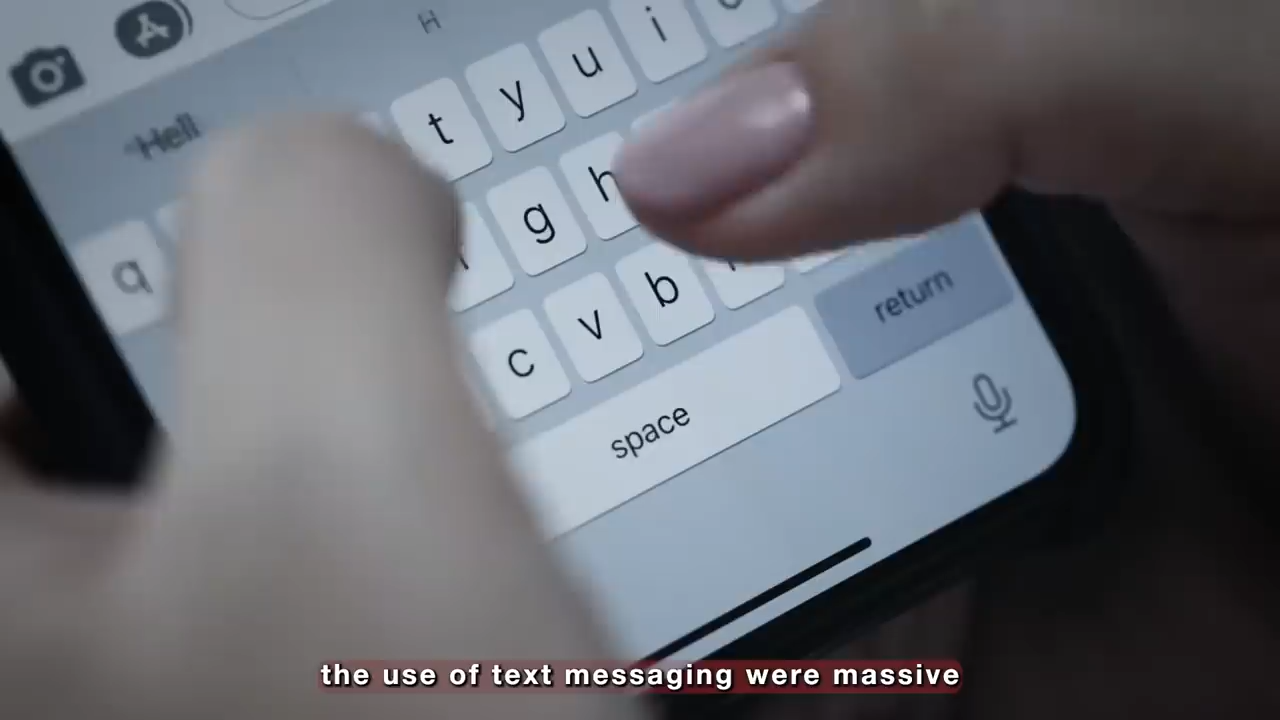 H
"Hell
t y u i
q g h
c v b
space return
the use of text messaging were massive